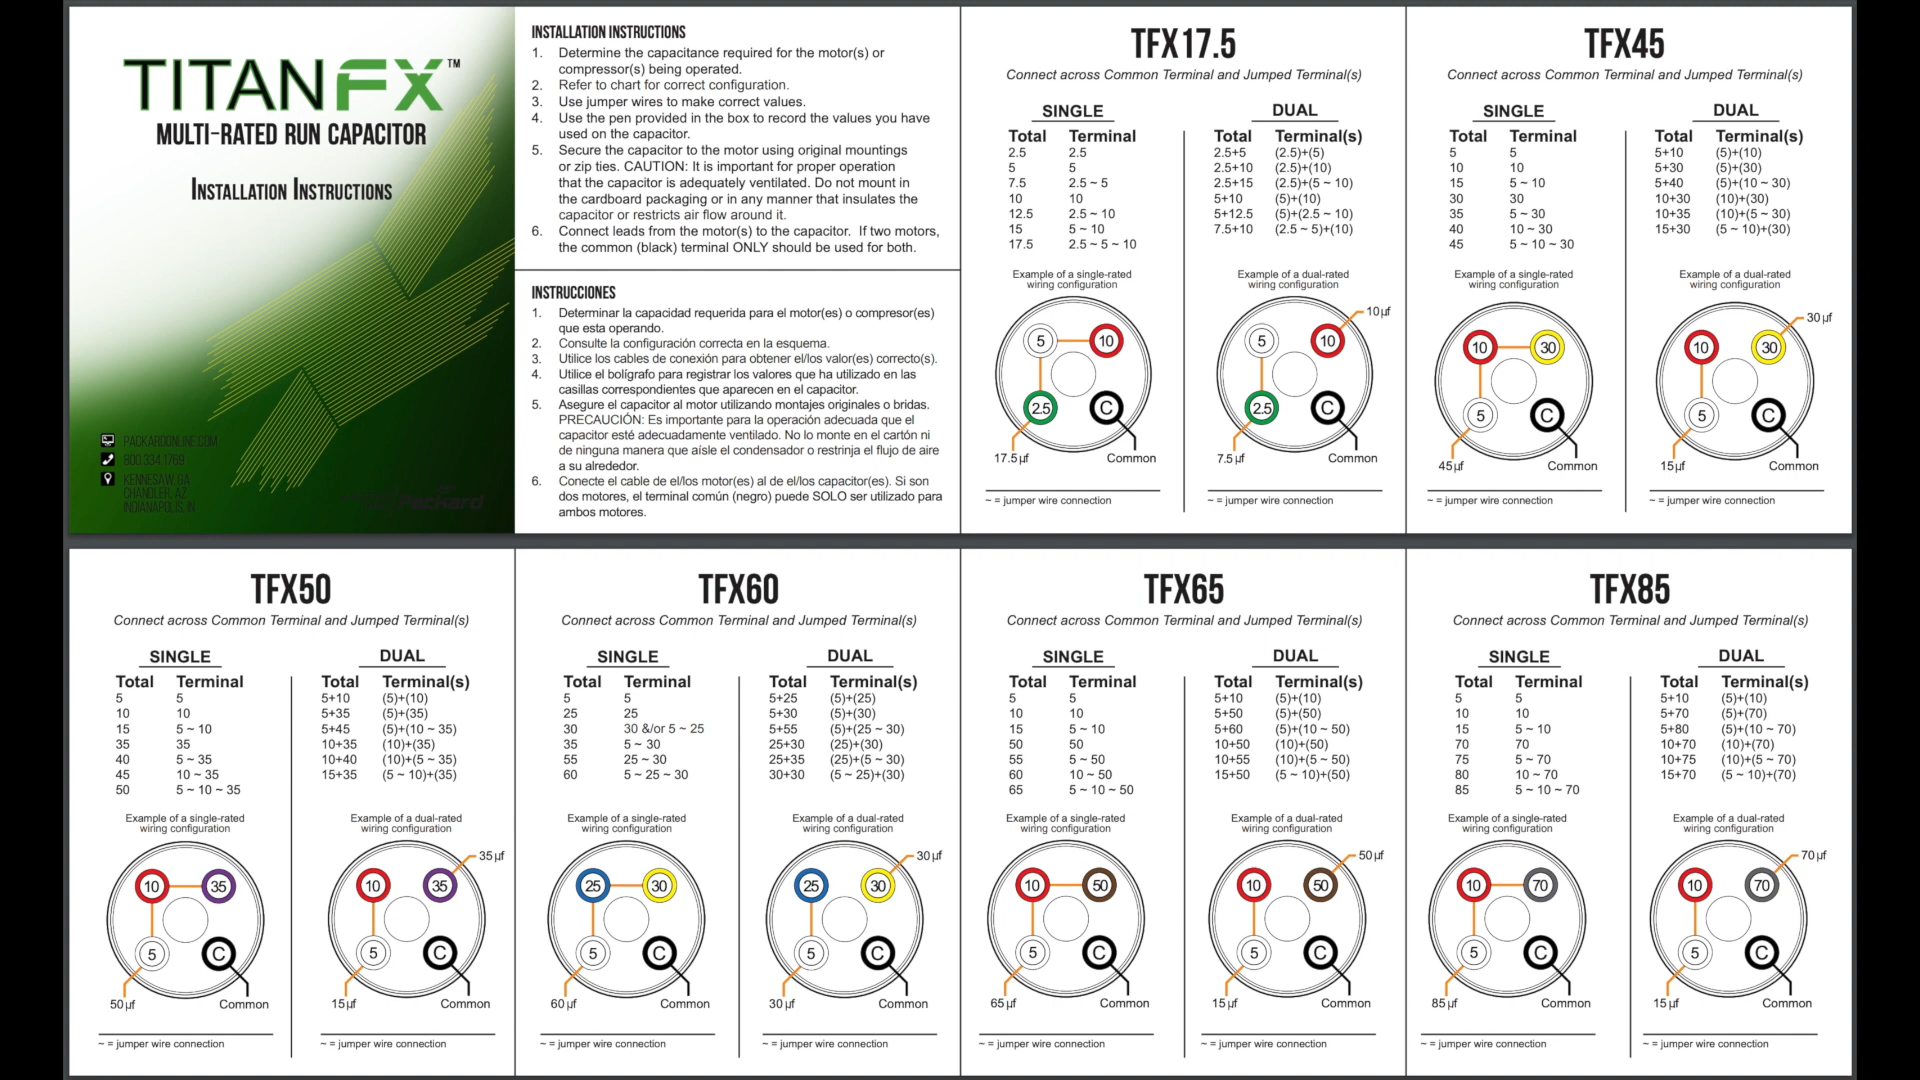 TITANFX™
MULTI-RATED RUN CAPACITOR
INSTALLATION INSTRUCTIONS
PACKARDONLINE.COM
800.334.1769
KENNESAW, GA
CHANDLER, AZ
INDIANAPOLIS, IN
Packard
INSTALLATION INSTRUCTIONS
1. Determine the capacitance required for the motor(s) or
compressor(s) being operated.
2. Refer to chart for correct configuration.
3. Use jumper wires to make correct values.
4. Use the pen provided in the box to record the values you have
used on the capacitor.
5. Secure the capacitor to the motor using original mountings
or zip ties. CAUTION: It is important for proper operation
that the capacitor is adequately ventilated. Do not mount in
the cardboard packaging or in any manner that insulates the
capacitor or restricts air flow around it.
6. Connect leads from the motor(s) to the capacitor. If two motors,
the common (black) terminal ONLY should be used for both.
INSTRUCCIONES
1. Determinar la capacidad requerida para el motor(es) o compresor(es)
que esta operando.
2. Consulte la configuración correcta en la esquema.
3. Utilice los cables de conexión para obtener el/los valor(es) correcto(s).
4. Utilice el bolígrafo para registrar los valores que ha utilizado en las
casillas correspondientes que aparecen en el capacitor.
5. Asegure el capacitor al motor utilizando montajes originales o bridas.
PRECAUCIÓN: Es importante para la operación adecuada que el
capacitor esté adecuadamente ventilado. No lo monte en el cartón ni
de ninguna manera que aísle el condensador o restrinja el flujo de aire
a su alrededor.
6. Conecte el cable de el/los motor(es) al de el/los capacitor(es). Si son
dos motores, el terminal común (negro) puede SOLO ser utilizado para
ambos motores.
TFX17.5
Connect across Common Terminal and Jumped Terminal(s)
SINGLE
Total Terminal
2.5 2.5
5 5
7.5 2.5 ~ 5
10 10
12.5 2.5 ~ 10
15 5 ~ 10
17.5 2.5 ~ 5 ~ 10
Example of a single-rated
wiring configuration
5 10
2.5 C
17.5 µf Common
~ = jumper wire connection
DUAL
Total Terminal(s)
2.5+5 (2.5)+(5)
2.5+10 (2.5)+(10)
2.5+15 (2.5)+(5 ~ 10)
5+10 (5)+(10)
5+12.5 (5)+(2.5 ~ 10)
7.5+10 (2.5 ~ 5)+(10)
Example of a dual-rated
wiring configuration
10 µf
5 10
2.5 C
7.5 µf Common
~ = jumper wire connection
TFX45
Connect across Common Terminal and Jumped Terminal(s)
SINGLE
Total Terminal
5 5
10 10
15 5 ~ 10
30 30
35 5 ~ 30
40 10 ~ 30
45 5 ~ 10 ~ 30
Example of a single-rated
wiring configuration
10 30
5 C
45 µf Common
~ = jumper wire connection
DUAL
Total Terminal(s)
5+10 (5)+(10)
5+30 (5)+(30)
5+40 (5)+(10 ~ 30)
10+30 (10)+(30)
10+35 (10)+(5 ~ 30)
15+30 (5 ~ 10)+(30)
Example of a dual-rated
wiring configuration
30 µf
10 30
5 C
15 µf Common
~ = jumper wire connection
TFX50
Connect across Common Terminal and Jumped Terminal(s)
SINGLE
Total Terminal
5 5
10 10
15 5 ~ 10
35 35
40 5 ~ 35
45 10 ~ 35
50 5 ~ 10 ~ 35
Example of a single-rated
wiring configuration
10 35
5 C
50 µf Common
~ = jumper wire connection
DUAL
Total Terminal(s)
5+10 (5)+(10)
5+35 (5)+(35)
5+45 (5)+(10 ~ 35)
10+35 (10)+(35)
10+40 (10)+(5 ~ 35)
15+35 (5 ~ 10)+(35)
Example of a dual-rated
wiring configuration
35 µf
10 35
5 C
15 µf Common
~ = jumper wire connection
TFX60
Connect across Common Terminal and Jumped Terminal(s)
SINGLE
Total Terminal
5 5
25 25
30 30 &/or 5 ~ 25
35 5 ~ 30
55 25 ~ 30
60 5 ~ 25 ~ 30
Example of a single-rated
wiring configuration
25 30
5 C
60 µf Common
~ = jumper wire connection
DUAL
Total Terminal(s)
5+25 (5)+(25)
5+30 (5)+(30)
5+55 (5)+(25 ~ 30)
25+30 (25)+(30)
25+35 (25)+(5 ~ 30)
30+30 (5 ~ 25)+(30)
Example of a dual-rated
wiring configuration
30 µf
25 30
5 C
30 µf Common
~ = jumper wire connection
TFX65
Connect across Common Terminal and Jumped Terminal(s)
SINGLE
Total Terminal
5 5
10 10
15 5 ~ 10
50 50
55 5 ~ 50
60 10 ~ 50
65 5 ~ 10 ~ 50
Example of a single-rated
wiring configuration
10 50
5 C
65 µf Common
~ = jumper wire connection
DUAL
Total Terminal(s)
5+10 (5)+(10)
5+50 (5)+(50)
5+60 (5)+(10 ~ 50)
10+50 (10)+(50)
10+55 (10)+(5 ~ 50)
15+50 (5 ~ 10)+(50)
Example of a dual-rated
wiring configuration
50 µf
10 50
5 C
15 µf Common
~ = jumper wire connection
TFX85
Connect across Common Terminal and Jumped Terminal(s)
SINGLE
Total Terminal
5 5
10 10
15 5 ~ 10
70 70
75 5 ~ 70
80 10 ~ 70
85 5 ~ 10 ~ 70
Example of a single-rated
wiring configuration
10 70
5 C
85 µf Common
~ = jumper wire connection
DUAL
Total Terminal(s)
5+10 (5)+(10)
5+70 (5)+(70)
5+80 (5)+(10 ~ 70)
10+70 (10)+(70)
10+75 (10)+(5 ~ 70)
15+70 (5 ~ 10)+(70)
Example of a dual-rated
wiring configuration
70 µf
10 70
5 C
15 µf Common
~ = jumper wire connection